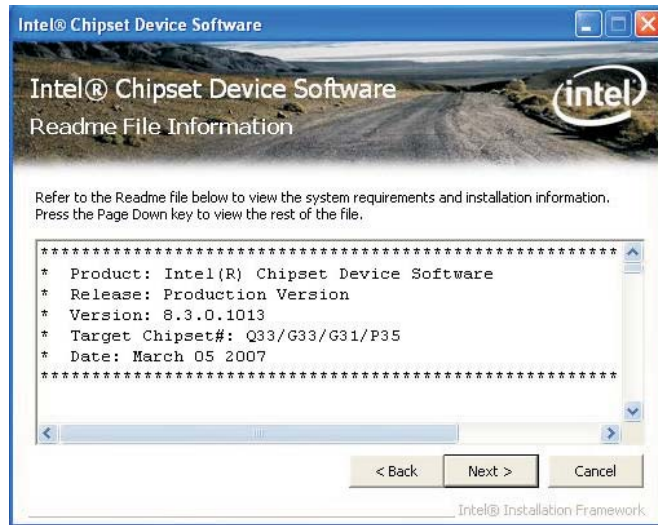 Intel® Chipset Device Software
Intel® Chipset Device Software
intel
Readme File Information
Refer to the Readme file below to view the system requirements and installation information.
Press the Page Down key to view the rest of the file.
********************************************************
* Product: Intel(R) Chipset Device Software
* Release: Production Version
* Version: 8.3.0.1013
* Target Chipset#: Q33/G33/G31/P35
* Date: March 05 2007
********************************************************
< Back Next > Cancel
Intel® Installation Framework